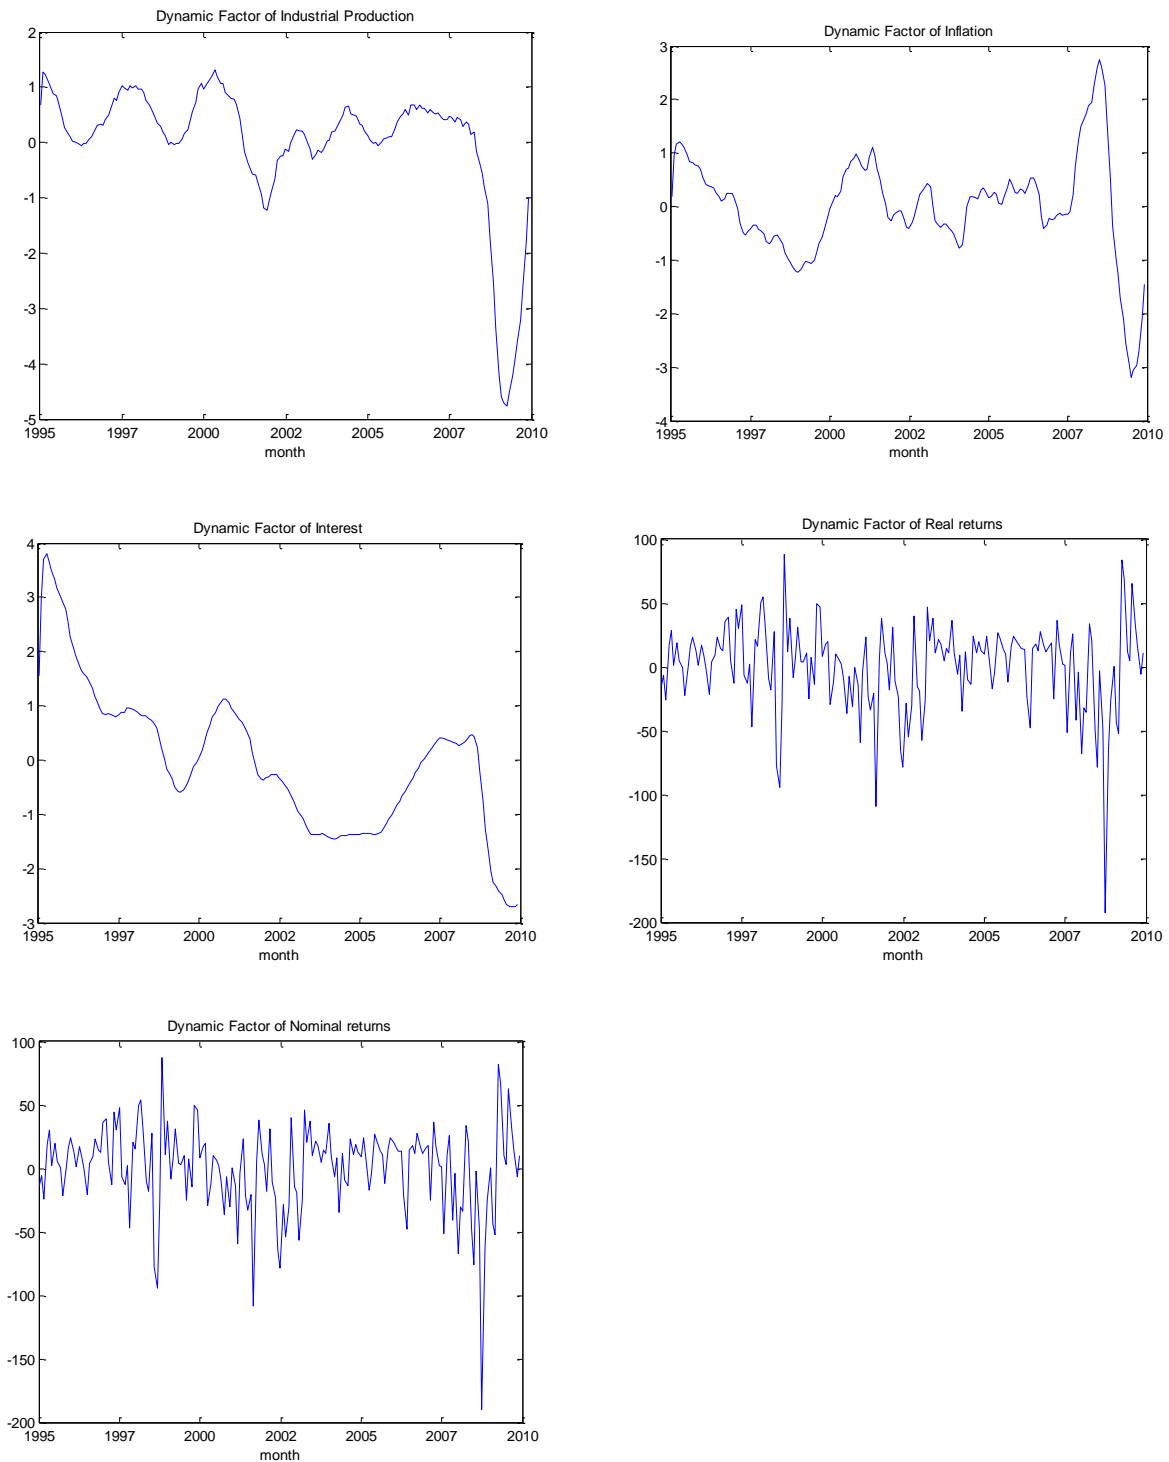 Dynamic Factor of Industrial Production
2
1
0
-1
-2
-3
-4
-5
1995 1997 2000 2002 2005 2007 2010
month
Dynamic Factor of Inflation
3
2
1
0
-1
-2
-3
-4
1995 1997 2000 2002 2005 2007 2010
month
Dynamic Factor of Interest
4
3
2
1
0
-1
-2
-3
1995 1997 2000 2002 2005 2007 2010
month
Dynamic Factor of Real returns
100
50
0
-50
-100
-150
-200
1995 1997 2000 2002 2005 2007 2010
month
Dynamic Factor of Nominal returns
100
50
0
-50
-100
-150
-200
1995 1997 2000 2002 2005 2007 2010
month